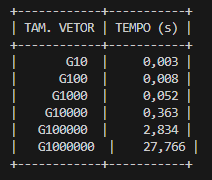 +--------------+-----------+
| TAM. VETOR | TEMPO (s) |
+--------------+-----------+
| G10 | 0,003 |
| G100 | 0,008 |
| G1000 | 0,052 |
| G10000 | 0,363 |
| G100000 | 2,834 |
| G1000000 | 27,766 |
+--------------+-----------+